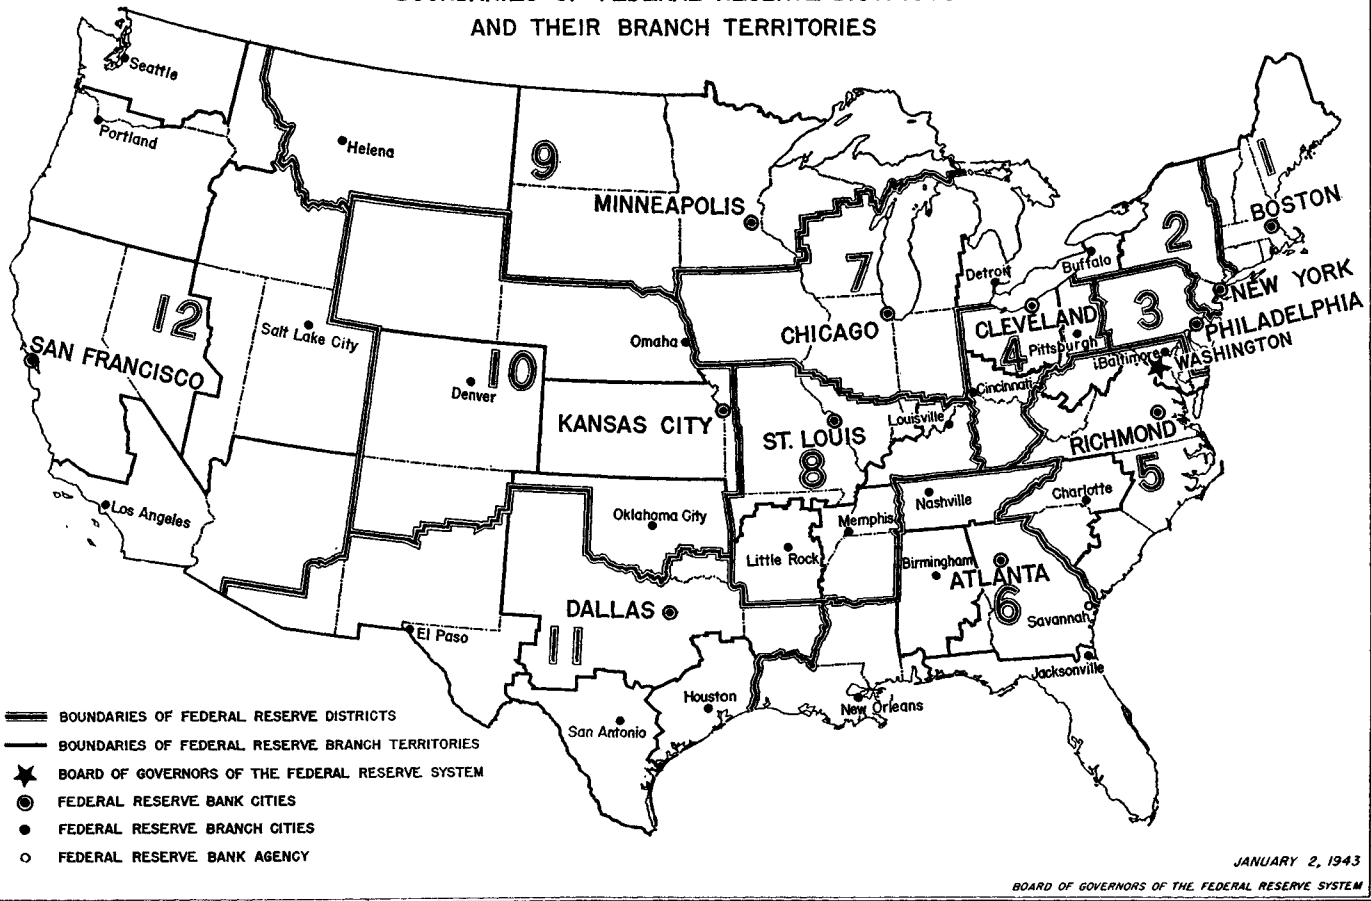 AND THEIR BRANCH TERRITORIES
Seattle
Portland
Helena
9
MINNEAPOLIS
1
BOSTON
2
Buffalo
7
Detroit
NEW YORK
12
Salt Lake City
SAN FRANCISCO
CHICAGO
CLEVELAND
3
PHILADELPHIA
Omaha
4
Pittsburgh
Baltimore
WASHINGTON
10
Denver
Cincinnati
KANSAS CITY
ST. LOUIS
8
Louisville
RICHMOND
5
Los Angeles
Oklahoma City
Nashville
Charlotte
Memphis
Little Rock
Birmingham
ATLANTA
6
Savannah
DALLAS
11
El Paso
Jacksonville
Houston
San Antonio
New Orleans
BOUNDARIES OF FEDERAL RESERVE DISTRICTS
BOUNDARIES OF FEDERAL RESERVE BRANCH TERRITORIES
BOARD OF GOVERNORS OF THE FEDERAL RESERVE SYSTEM
FEDERAL RESERVE BANK CITIES
FEDERAL RESERVE BRANCH CITIES
FEDERAL RESERVE BANK AGENCY
JANUARY 2, 1943
BOARD OF GOVERNORS OF THE FEDERAL RESERVE SYSTEM